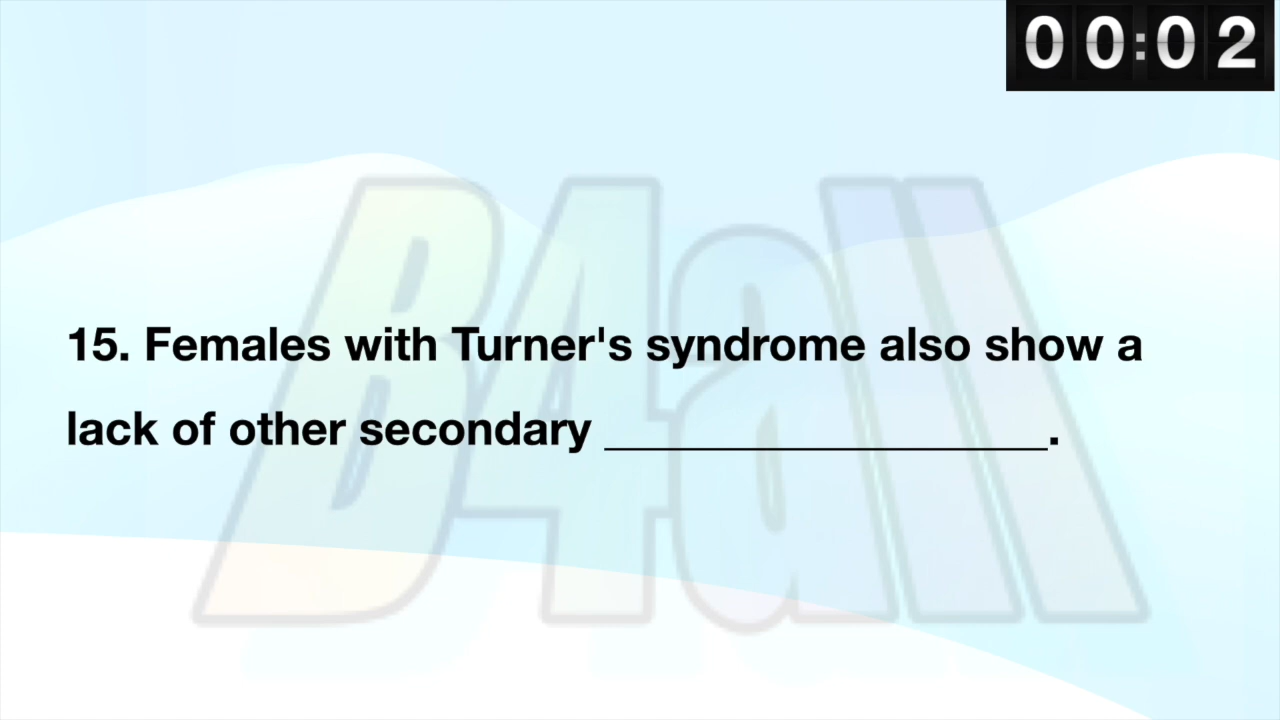 00:02
B4all
15. Females with Turner's syndrome also show a
lack of other secondary ___________________.